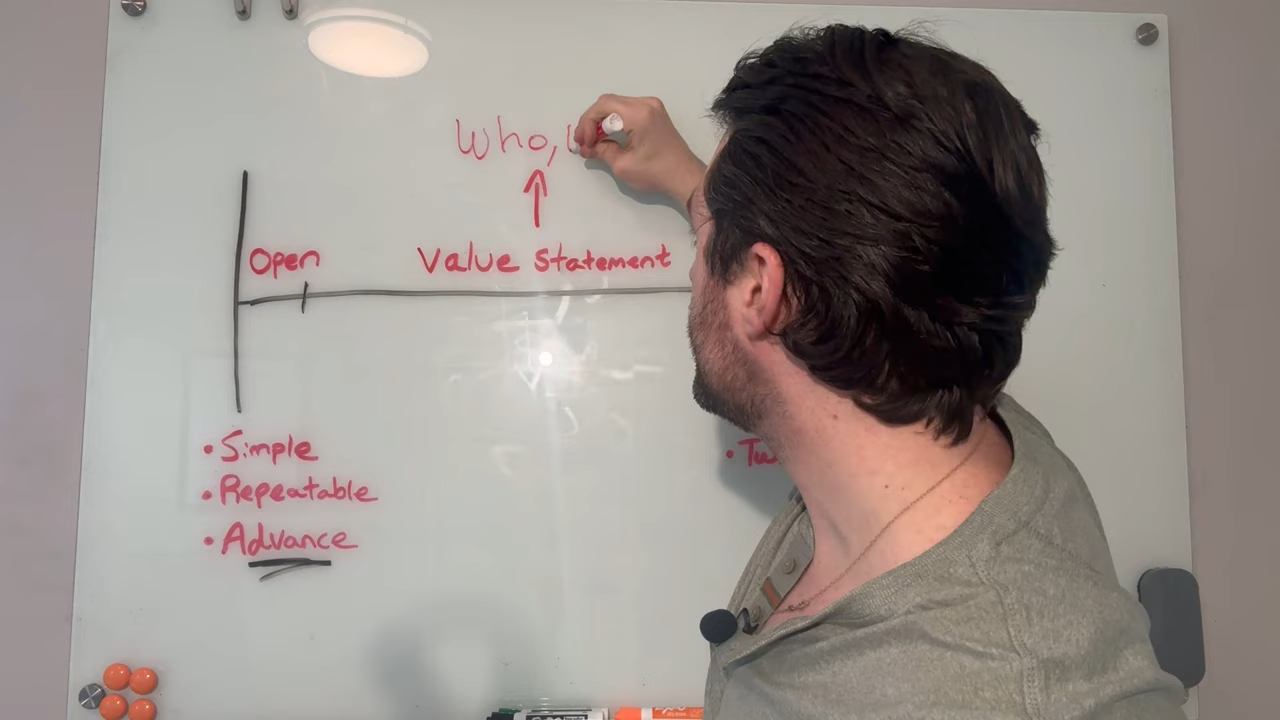 Who,
Open
Value Statement
• Simple
• Repeatable
• Advance